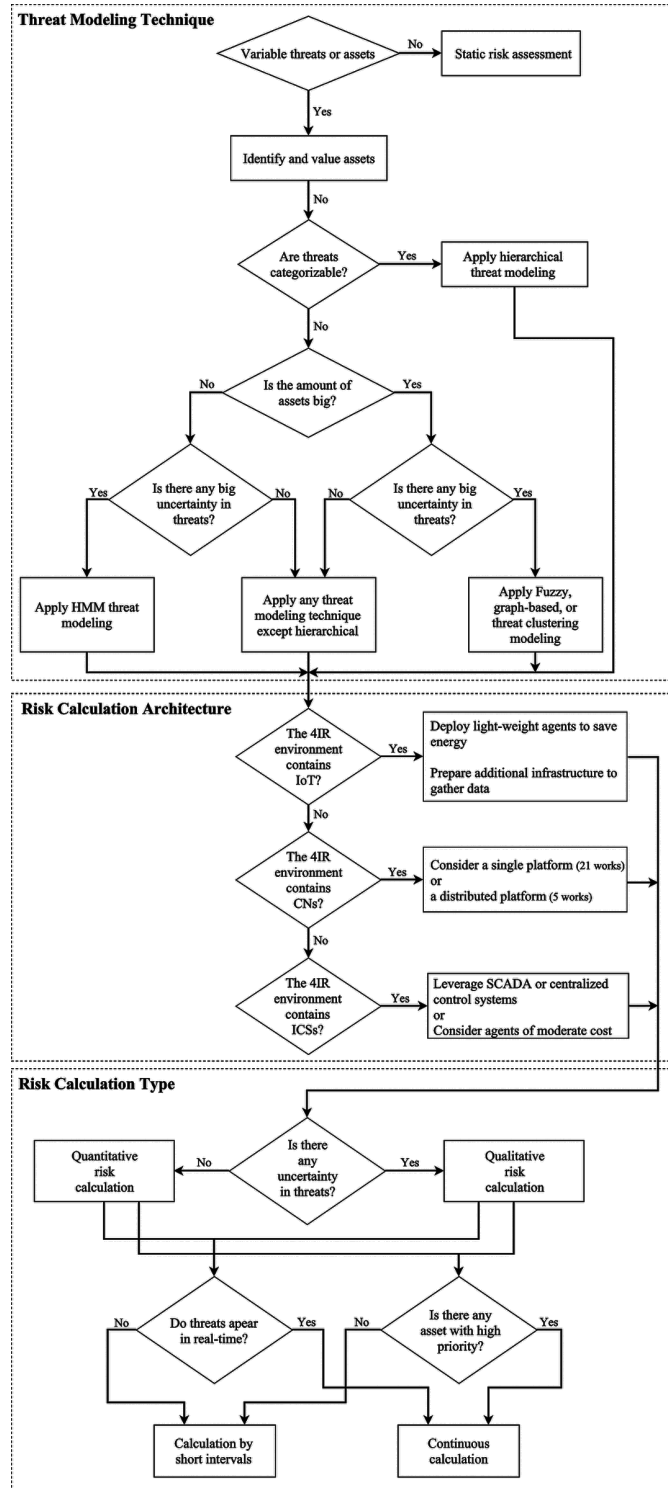 Threat Modeling Technique
Variable threats or assets
No
Static risk assessment
Yes
Identify and value assets
No
Are threats
categorizable?
Yes
Apply hierarchical
threat modeling
No
Is the amount of
assets big?
No
Yes
Is there any big
uncertainty in
threats?
Yes
No
Is there any big
uncertainty in
threats?
No
Yes
Apply HMM threat
modeling
Apply any threat
modeling technique
except hierarchical
Apply Fuzzy,
graph-based, or
threat clustering
modeling
Risk Calculation Architecture
The 4IR
environment
contains
IoT?
Yes
Deploy light-weight agents to save
energy
Prepare additional infrastructure to
gather data
No
The 4IR
environment
contains
CNs?
Yes
Consider a single platform (21 works)
or
a distributed platform (5 works)
No
The 4IR
environment
contains
ICSs?
Yes
Leverage SCADA or centralized
control systems
or
Consider agents of moderate cost
Risk Calculation Type
Is there
any
uncertainty
in threats?
No
Yes
Quantitative
risk
calculation
Qualitative
risk
calculation
Do threats apear
in real-time?
No
Yes
Is there any
asset with high
priority?
No
Yes
Calculation by
short intervals
Continuous
calculation